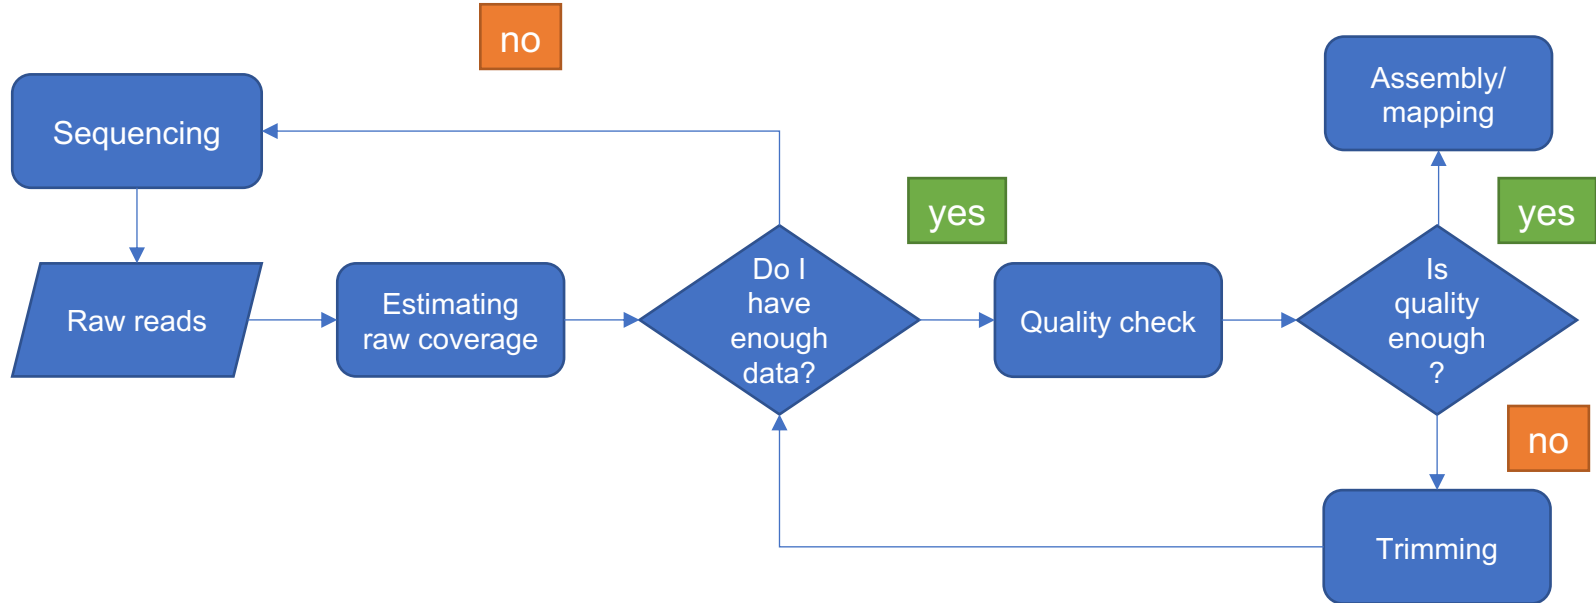 no
Sequencing
Assembly/
mapping
yes
yes
Raw reads
Estimating
raw coverage
Do I
have
enough
data?
Quality check
Is
quality
enough
?
no
Trimming